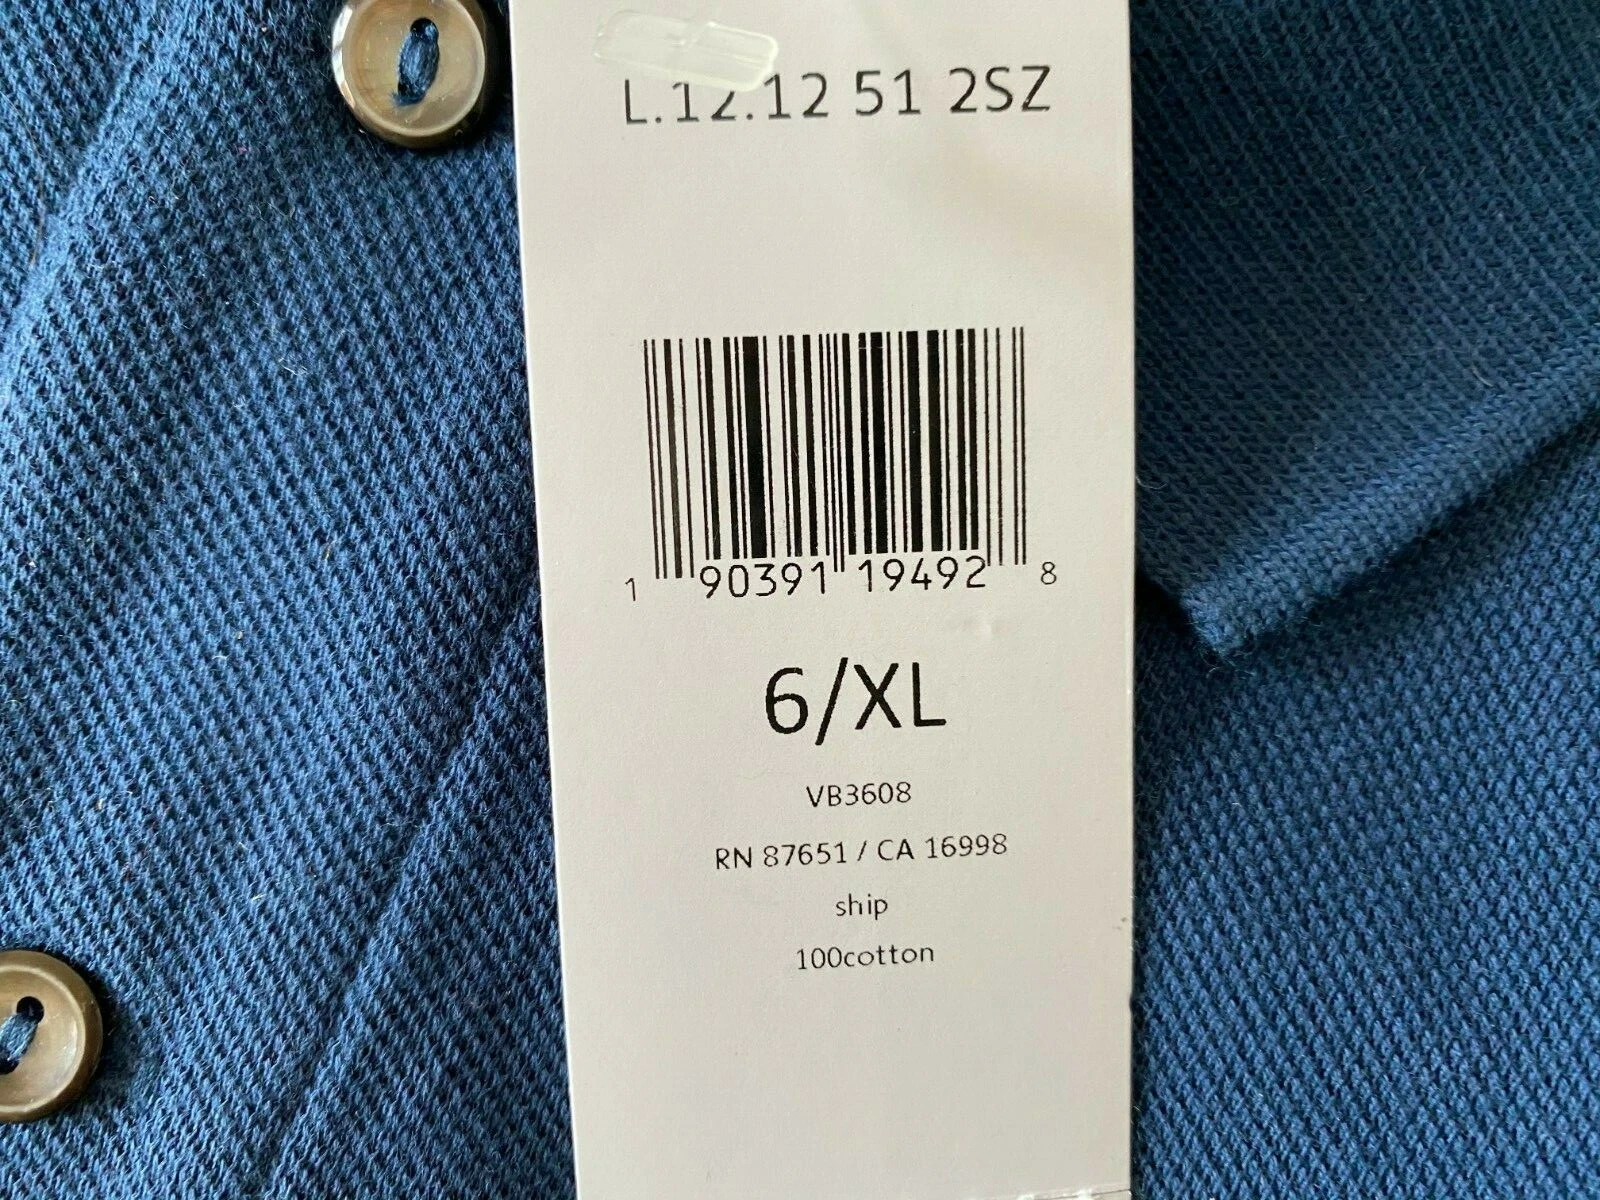 L.12.12 51 2SZ
1 90391 19492 8
6/XL
VB3608
RN 87651 / CA 16998
ship
100cotton